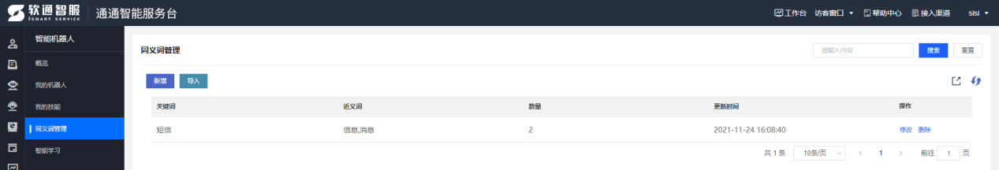 软通智服 通通智能服务台 工作台 访客窗口 帮助中心 接入渠道 sisi
ISMART SERVICE
智能机器人
概览
我的机器人
我的技能
同义词管理
智能学习
同义词管理 请输入内容 搜索 重置
新增 导入
关键词 近义词 数量 更新时间 操作
短信 信息,消息 2 2021-11-24 16:08:40 修改 删除
共 1 条 10条/页 1 前往 1 页